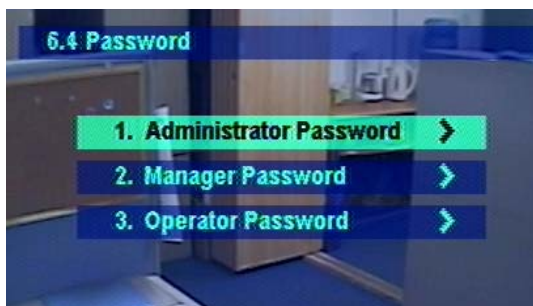 6.4 Password
1. Administrator Password >
2. Manager Password >
3. Operator Password >